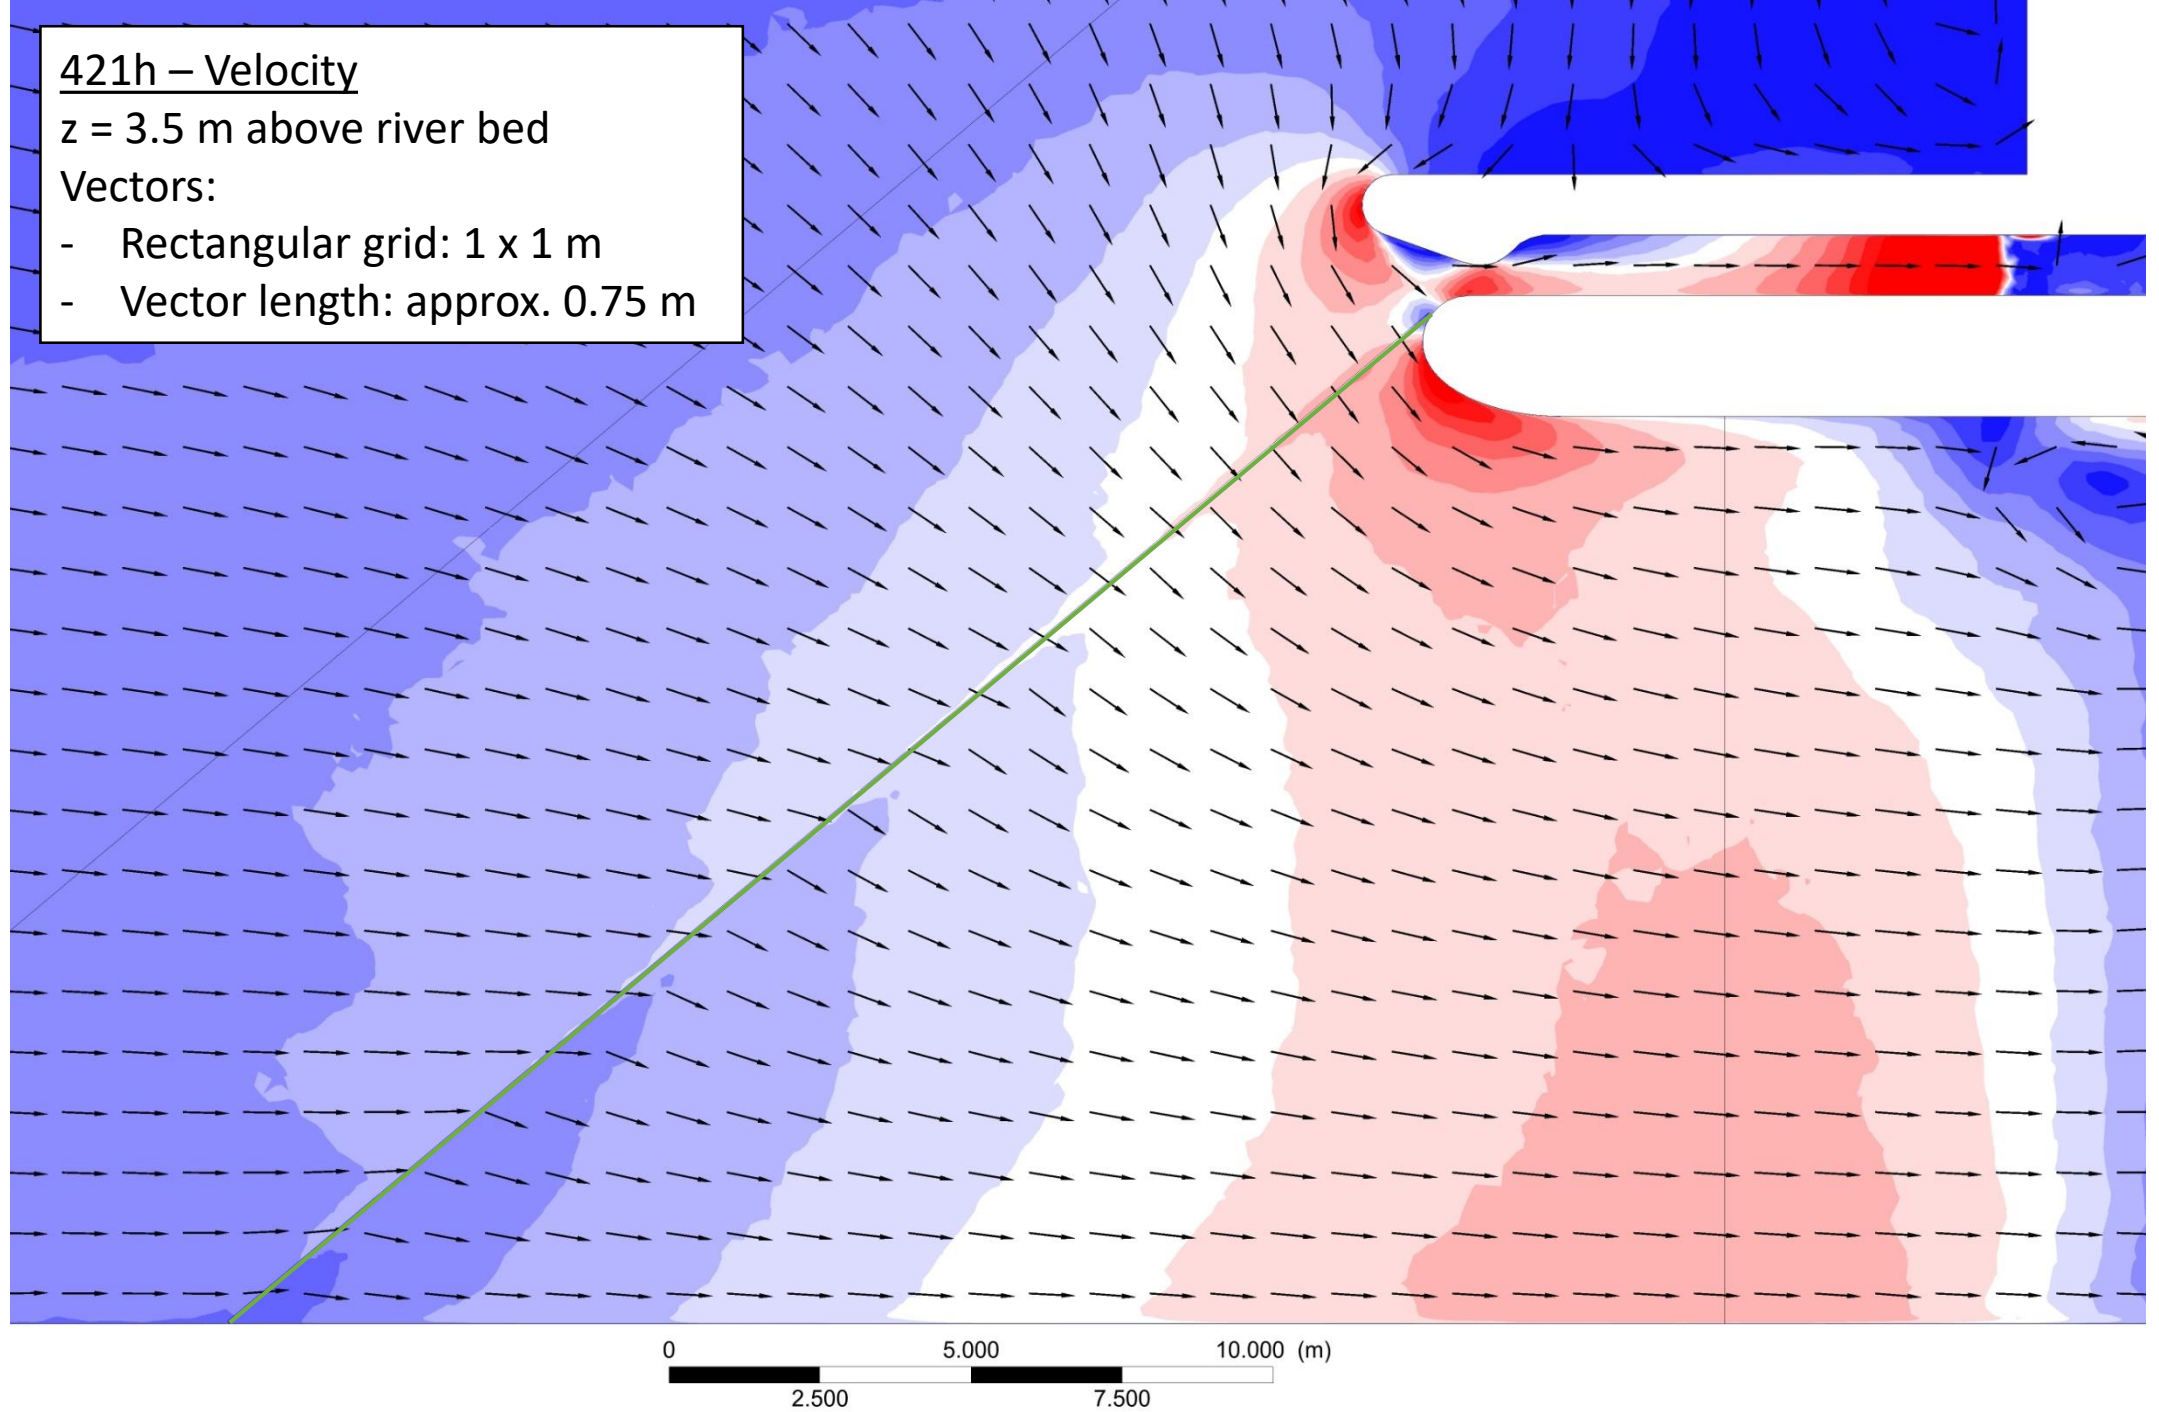 421h – Velocity
z = 3.5 m above river bed
Vectors:
- Rectangular grid: 1 x 1 m
- Vector length: approx. 0.75 m
0 5.000 10.000 (m)
2.500 7.500